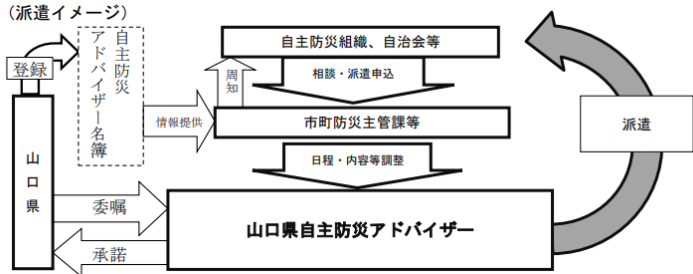 （派遣イメージ）
登録
自主防災
アドバイザー名簿
自主防災組織、自治会等
周知
相談・派遣申込
情報提供
市町防災主管課等
派遣
日程・内容等調整
山口県
委嘱
承諾
山口県自主防災アドバイザー